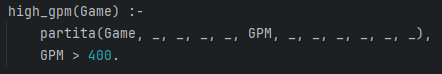 high_gpm(Game) :-
    partita(Game, _, _, _, _, GPM, _, _, _, _, _, _),
    GPM > 400.